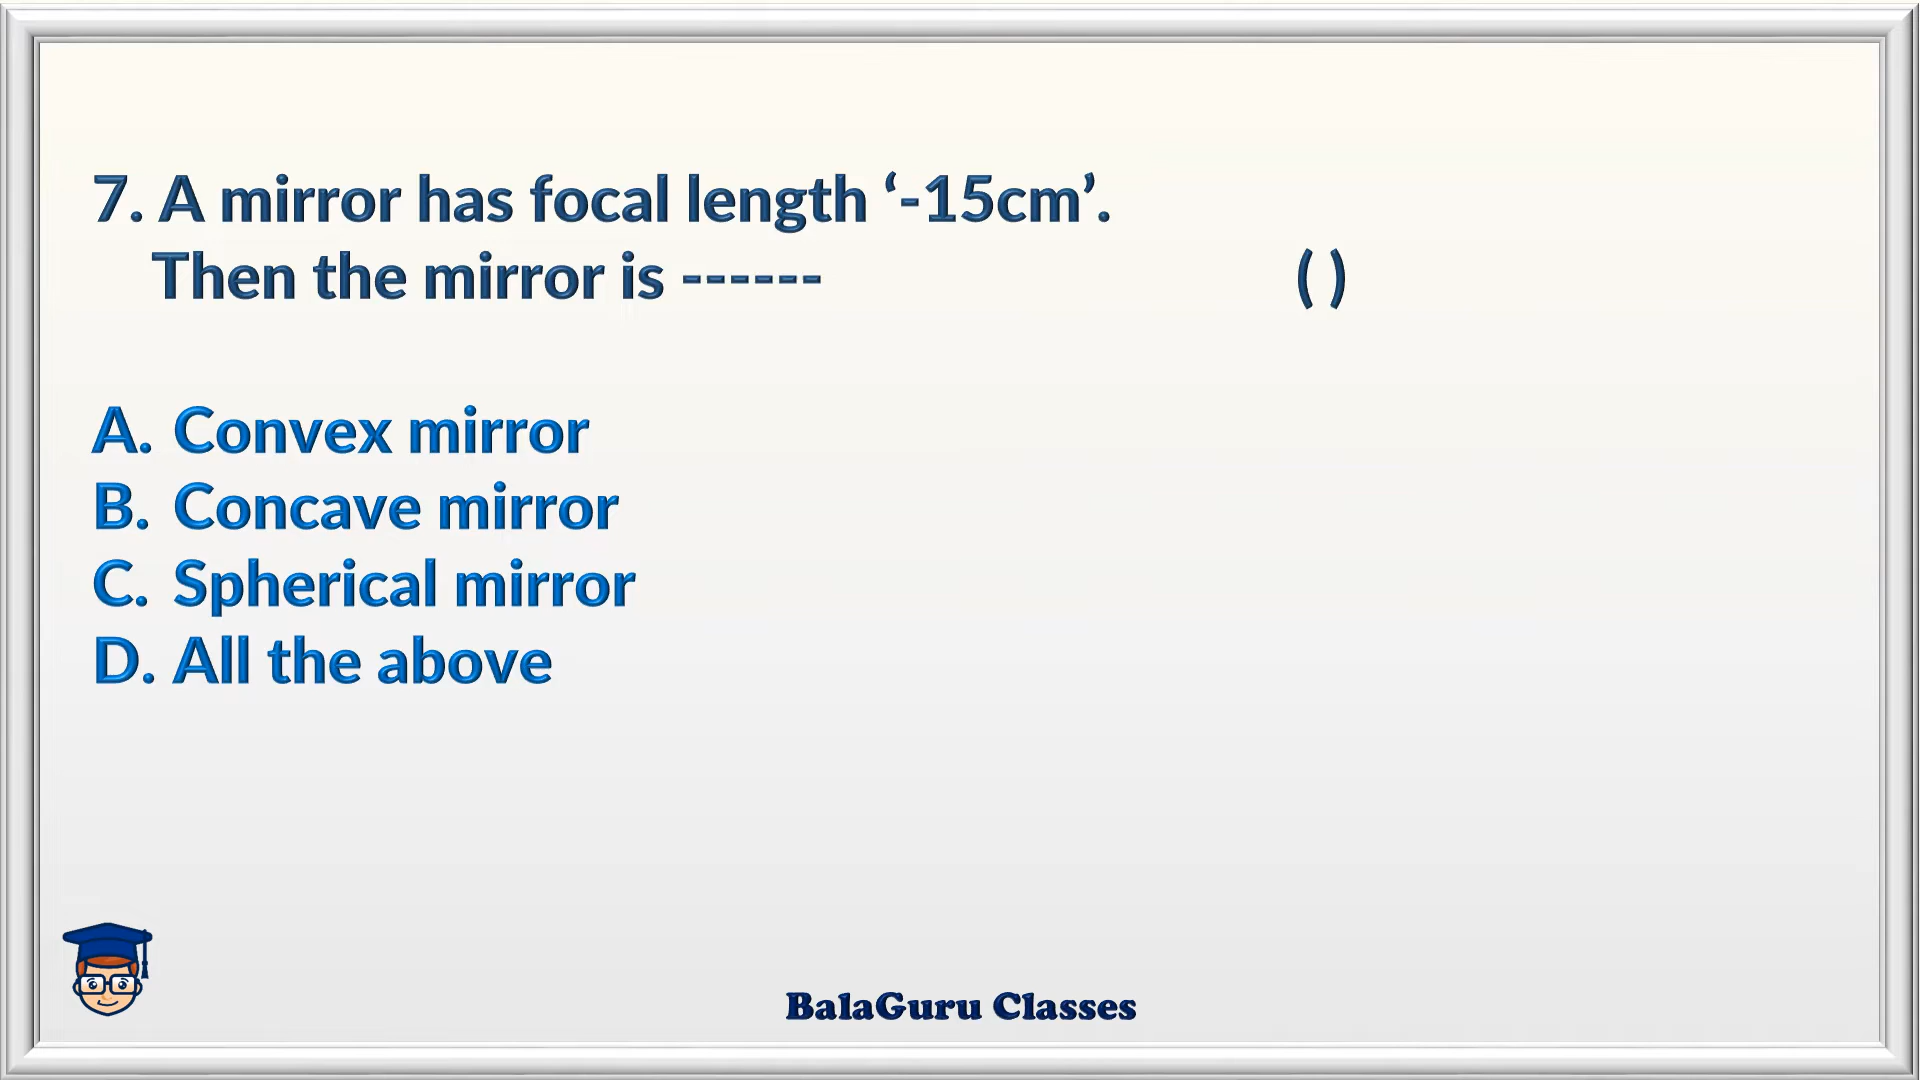 7. A mirror has focal length ‘-15cm’.
Then the mirror is ------ ( )
A. Convex mirror
B. Concave mirror
C. Spherical mirror
D. All the above
BalaGuru Classes